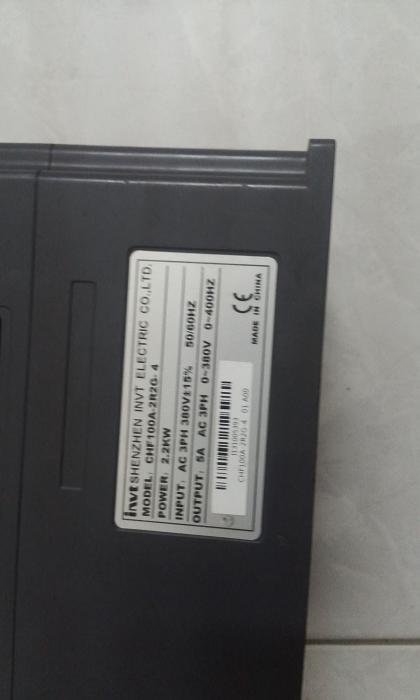 invt SHENZHEN INVT ELECTRIC CO.,LTD.
MODEL: CHF100A-2R2G-4
POWER: 2.2KW
INPUT: AC 3PH 380V±15% 50/60HZ
OUTPUT: 5A AC 3PH 0~380V 0~400HZ
CHF100A-2R2G-4 01 A00
CE
MADE IN CHINA